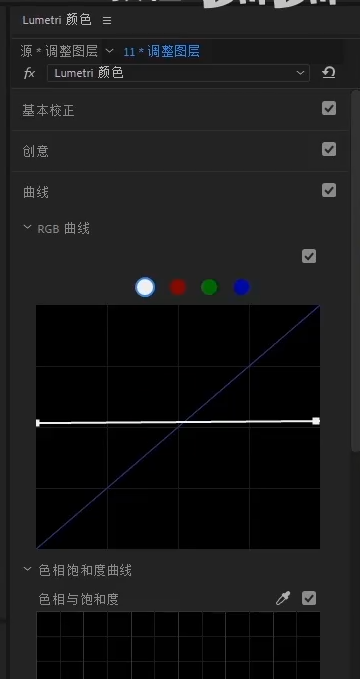 Lumetri 颜色
源 * 调整图层 11 * 调整图层
fx Lumetri 颜色
基本校正
创意
曲线
RGB 曲线
色相饱和度曲线
色相与饱和度